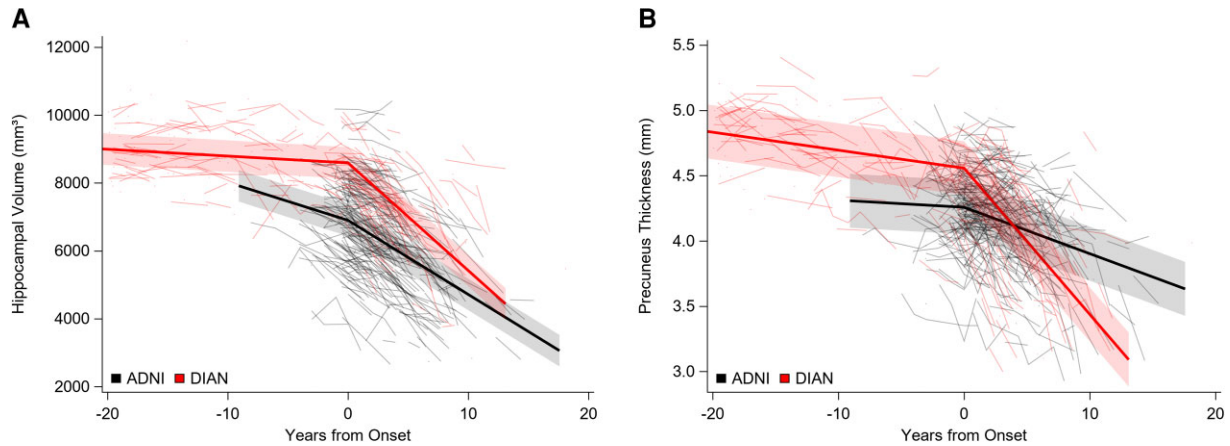 A
12000
10000
8000
6000
4000
2000
Hippocampal Volume (mm³)
ADNI DIAN
-20 -10 0 10 20
Years from Onset
B
5.5
5.0
4.5
4.0
3.5
3.0
Precuneus Thickness (mm)
ADNI DIAN
-20 -10 0 10 20
Years from Onset